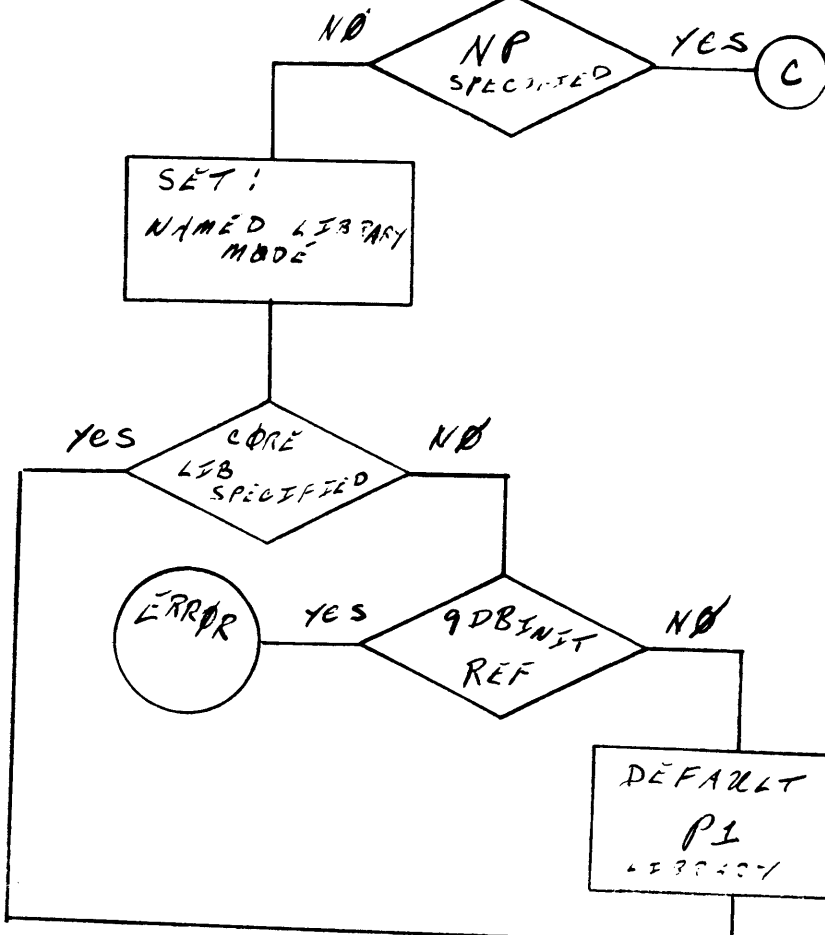 NØ
NP
YES
SPECIFIED
C
SET:
NAMED LIBRARY
MØDE
YES
CØRE
NØ
LIB
SPECIFIED
ERRØR
YES
9DBINIT
NØ
REF
DEFAULT
P1
LIBRARY